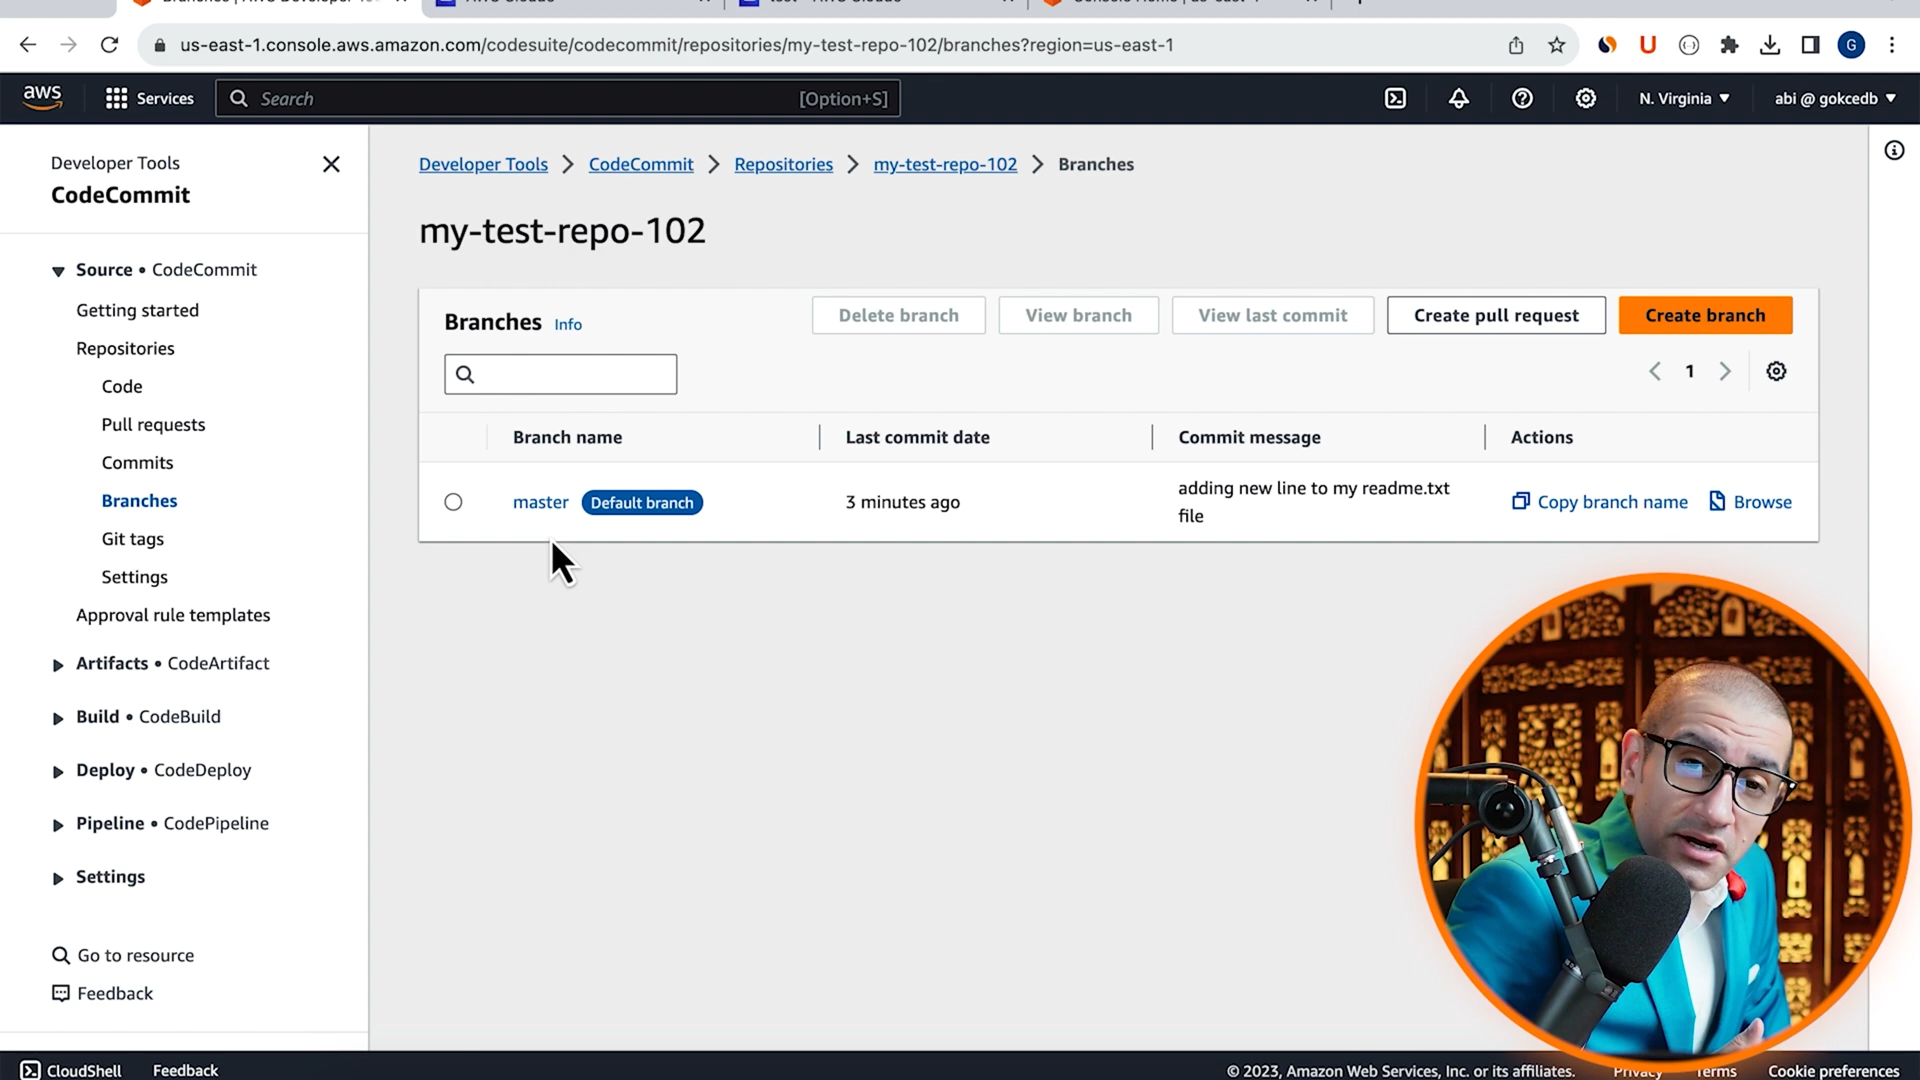 us-east-1.console.aws.amazon.com/codesuite/codecommit/repositories/my-test-repo-102/branches?region=us-east-1
G
aws
Services
Search
[Option+S]
N. Virginia
abi @ gokcedb
Developer Tools
CodeCommit
Source • CodeCommit
Getting started
Repositories
Code
Pull requests
Commits
Branches
Git tags
Settings
Approval rule templates
Artifacts • CodeArtifact
Build • CodeBuild
Deploy • CodeDeploy
Pipeline • CodePipeline
Settings
Go to resource
Feedback
Developer Tools
CodeCommit
Repositories
my-test-repo-102
Branches
my-test-repo-102
Branches Info
Delete branch
View branch
View last commit
Create pull request
Create branch
1
Branch name
Last commit date
Commit message
Actions
master
Default branch
3 minutes ago
adding new line to my readme.txt
file
Copy branch name
Browse
CloudShell
Feedback
© 2023, Amazon Web Services, Inc. or its affiliates.
Privacy
Terms
Cookie preferences